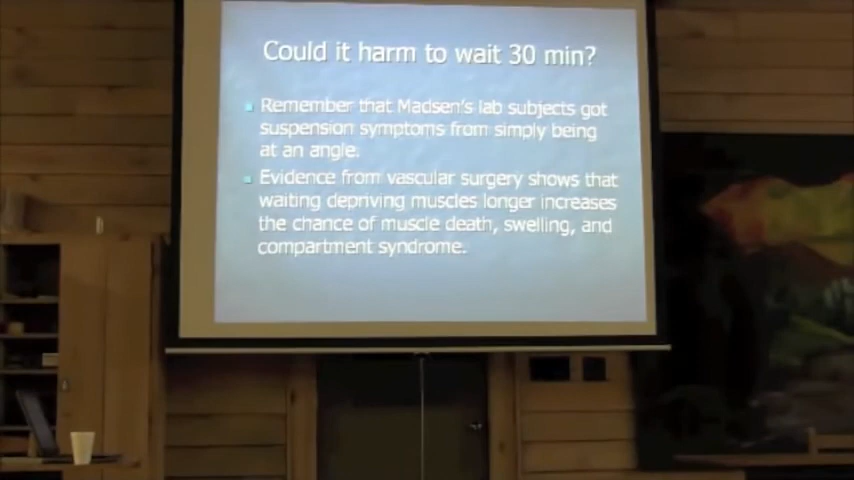 Could it harm to wait 30 min?
Remember that Madsen's lab subjects got
suspension symptoms from simply being
at an angle.
Evidence from vascular surgery shows that
waiting depriving muscles longer increases
the chance of muscle death, swelling, and
compartment syndrome.